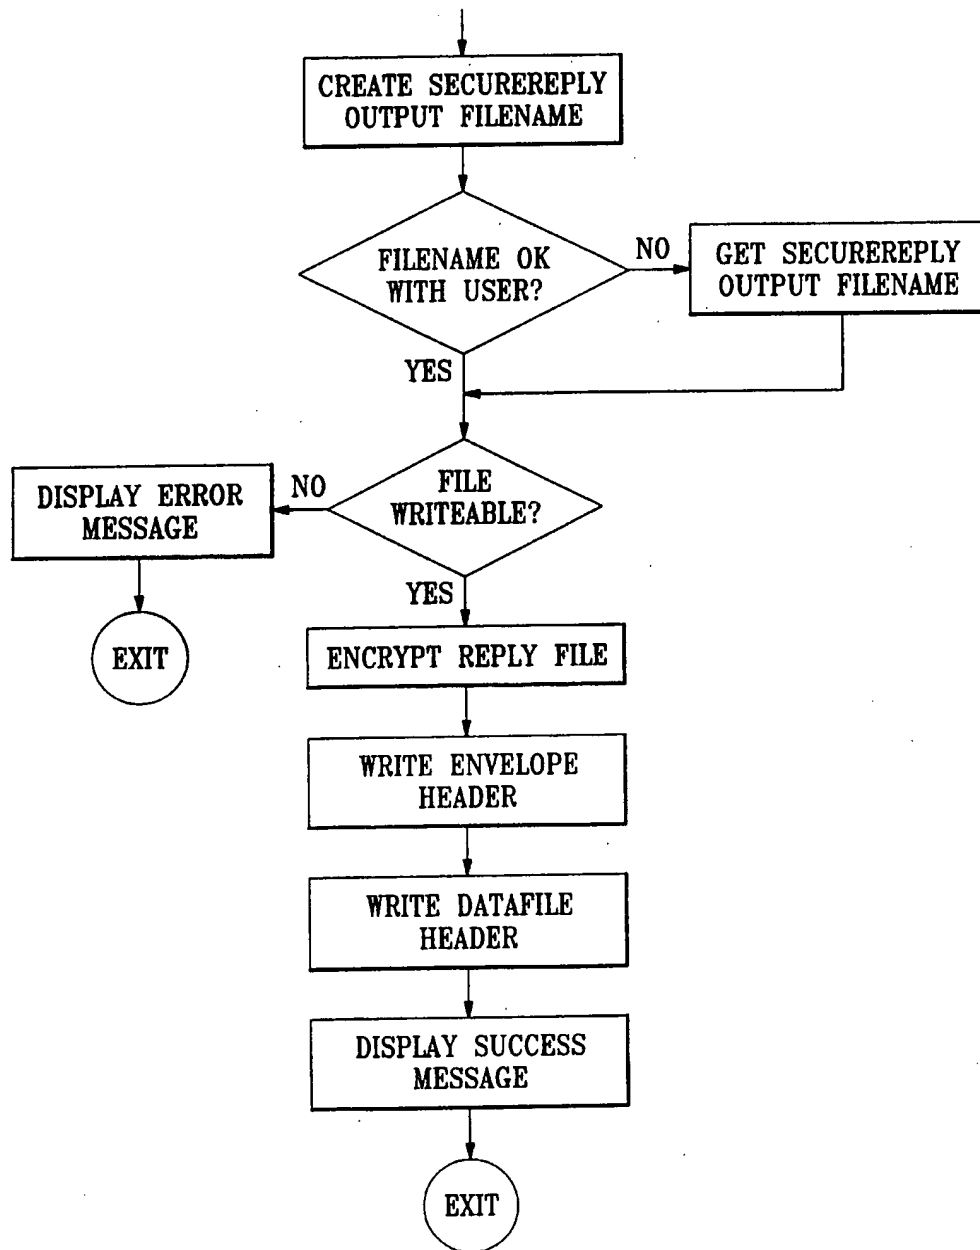 CREATE SECUREREPLY
OUTPUT FILENAME
FILENAME OK
WITH USER?
NO
GET SECUREREPLY
OUTPUT FILENAME
YES
FILE
WRITEABLE?
NO
DISPLAY ERROR
MESSAGE
EXIT
YES
ENCRYPT REPLY FILE
WRITE ENVELOPE
HEADER
WRITE DATAFILE
HEADER
DISPLAY SUCCESS
MESSAGE
EXIT